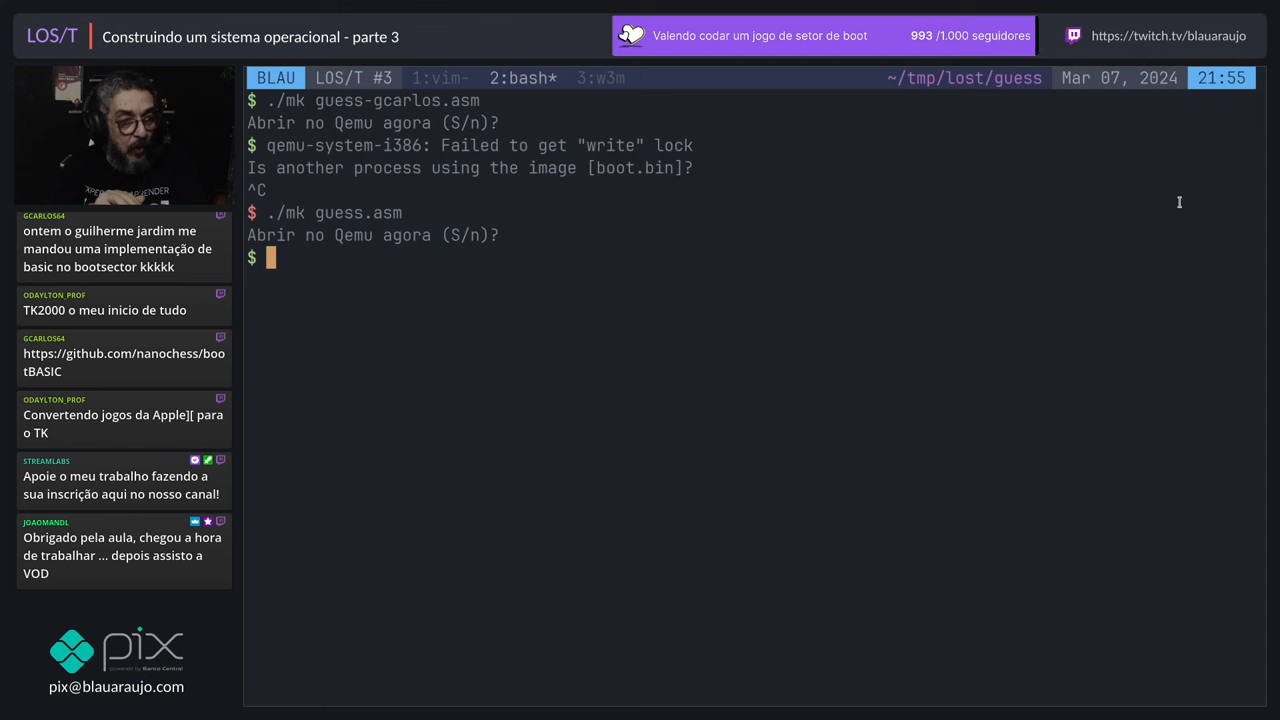 LOS/T
Construindo um sistema operacional - parte 3
Valendo codar um jogo de setor de boot
993 /1.000 seguidores
https://twitch.tv/blauaraujo
BLAU LOS/T #3 1:vim- 2:bash* 3:w3m ~/tmp/lost/guess Mar 07, 2024 21:55
$ ./mk guess-gcarlos.asm
Abrir no Qemu agora (S/n)?
$ qemu-system-i386: Failed to get "write" lock
Is another process using the image [boot.bin]?
^C
$ ./mk guess.asm
Abrir no Qemu agora (S/n)?
$
GCARLOS64
ontem o guilherme jardim me
mandou uma implementação de
basic no bootsector kkkkk
ODAYLTON_PROF
TK2000 o meu inicio de tudo
GCARLOS64
https://github.com/nanochess/boo
tBASIC
ODAYLTON_PROF
Convertendo jogos da Apple][ para
o TK
STREAMLABS
Apoie o meu trabalho fazendo a
sua inscrição aqui no nosso canal!
JOAOMANDL
Obrigado pela aula, chegou a hora
de trabalhar ... depois assisto a
VOD
pix
powered by Banco Central
pix@blauaraujo.com